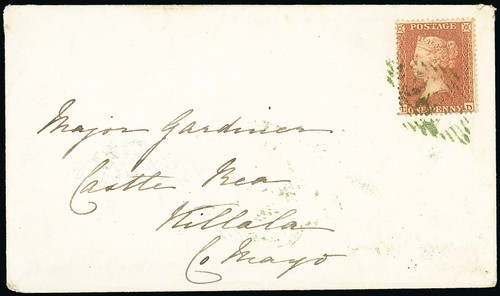 POSTAGE
ONE PENNY
D
Major Gardiner
Castle Rea
Killala
Co Mayo